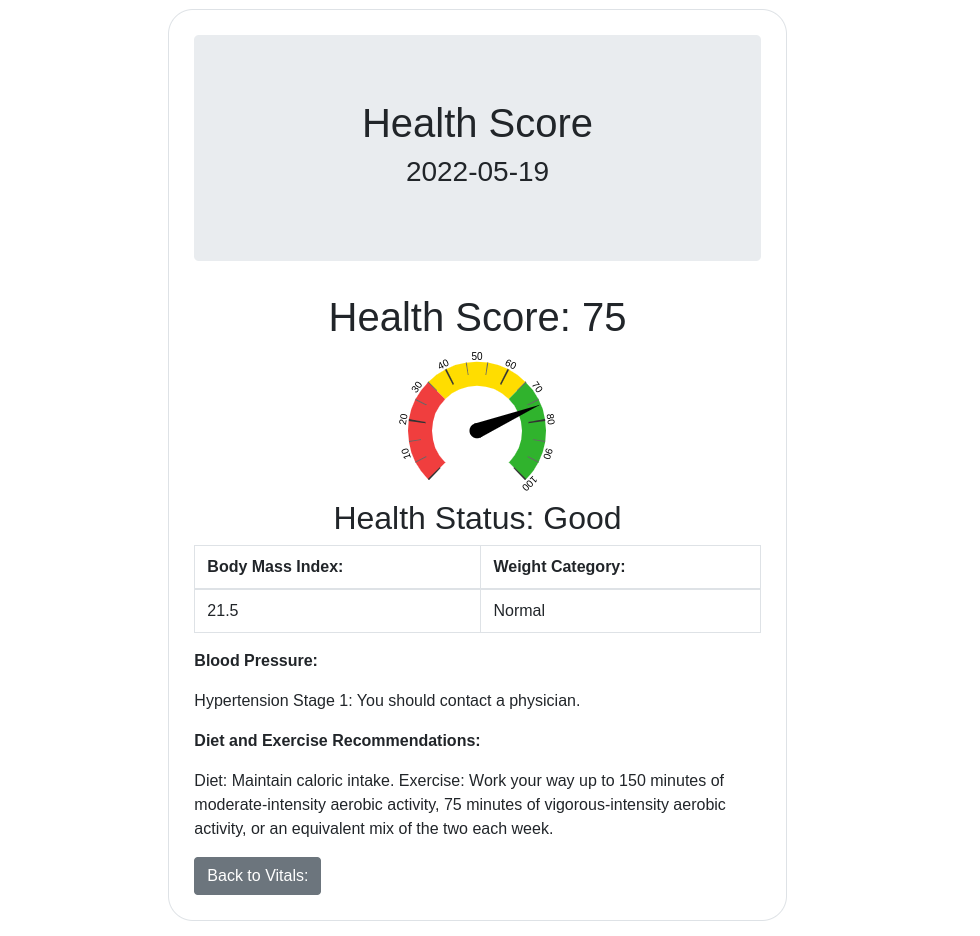 Health Score
2022-05-19
Health Score: 75
50
40
60
30
70
20
80
10
90
100
Health Status: Good
Body Mass Index: Weight Category:
21.5 Normal
Blood Pressure:
Hypertension Stage 1: You should contact a physician.
Diet and Exercise Recommendations:
Diet: Maintain caloric intake. Exercise: Work your way up to 150 minutes of
moderate-intensity aerobic activity, 75 minutes of vigorous-intensity aerobic
activity, or an equivalent mix of the two each week.
Back to Vitals: